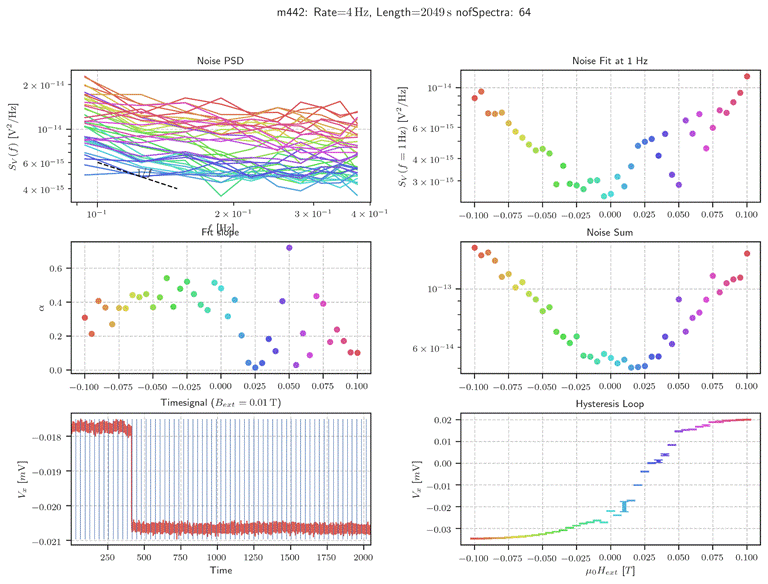 m442: Rate=4 Hz, Length=2049 s nofSpectra: 64
Noise PSD
S_V(f) [V²/Hz]
2 × 10⁻¹⁴
10⁻¹⁴
6 × 10⁻¹⁵
4 × 10⁻¹⁵
1/f
10⁻¹
2 × 10⁻¹
3 × 10⁻¹
4 × 10⁻¹
f [Hz]
Noise Fit at 1 Hz
S_V(f = 1Hz) [V²/Hz]
10⁻¹⁴
6 × 10⁻¹⁵
4 × 10⁻¹⁵
3 × 10⁻¹⁵
−0.100 −0.075 −0.050 −0.025 0.000 0.025 0.050 0.075 0.100
Fit Slope
α
0.6
0.4
0.2
0.0
−0.100 −0.075 −0.050 −0.025 0.000 0.025 0.050 0.075 0.100
Noise Sum
10⁻¹³
6 × 10⁻¹⁴
−0.100 −0.075 −0.050 −0.025 0.000 0.025 0.050 0.075 0.100
Timesignal (B_ext = 0.01 T)
V_x [mV]
−0.018
−0.019
−0.020
−0.021
250 500 750 1000 1250 1500 1750 2000
Time
Hysteresis Loop
V_x [mV]
0.02
0.01
0.00
−0.01
−0.02
−0.03
−0.100 −0.075 −0.050 −0.025 0.000 0.025 0.050 0.075 0.100
μ₀H_ext [T]